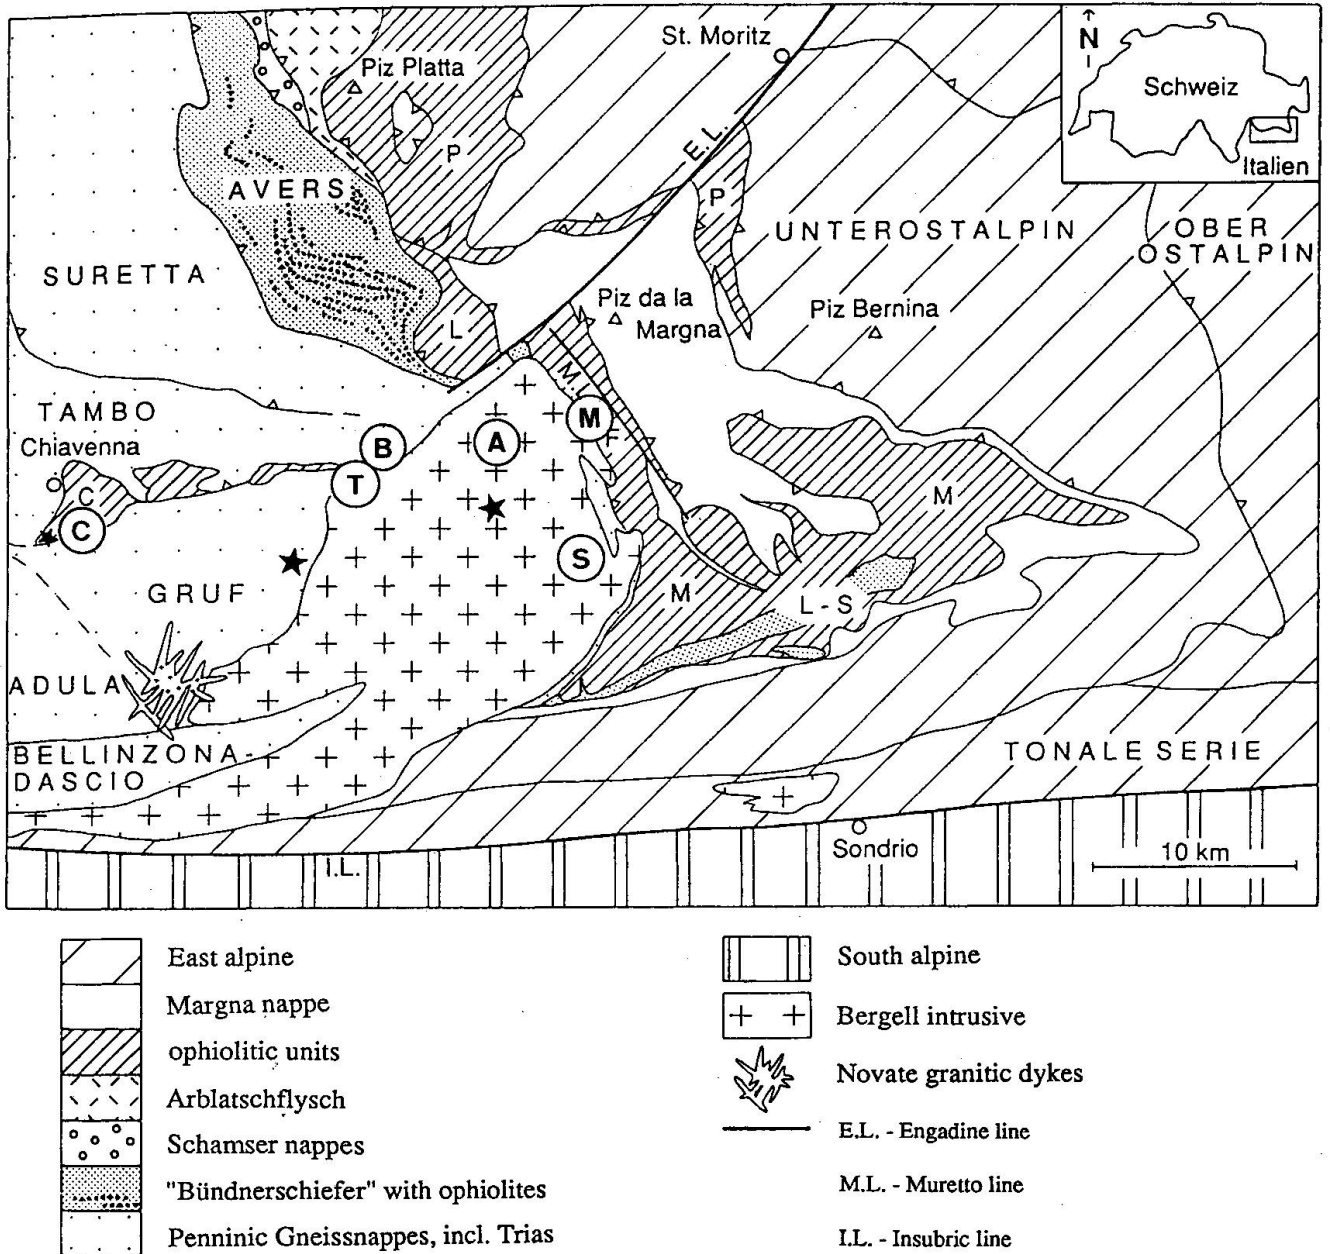 St. Moritz
Piz Platta
N
Schweiz
Italien
E.L.
P
P
AVERS
UNTEROSTALPIN
OBER
OSTALPIN
SURETTA
Piz da la
Margna
Piz Bernina
L
M.L.
TAMBO
Chiavenna
B
A
M
T
C
C
M
S
GRUF
M
L-S
ADULA
BELLINZONA-
DASCIO
TONALE SERIE
Sondrio
10 km
I.L.
East alpine
Margna nappe
ophiolitic units
Arblatschflysch
Schamser nappes
"Bündnerschiefer" with ophiolites
Penninic Gneissnappes, incl. Trias
South alpine
Bergell intrusive
Novate granitic dykes
E.L. - Engadine line
M.L. - Muretto line
I.L. - Insubric line